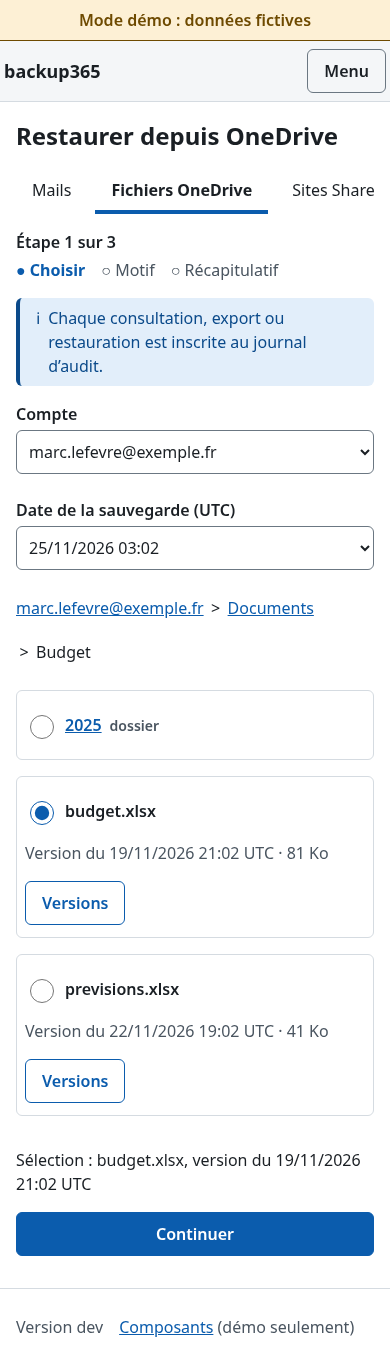 Mode démo : données fictives
backup365
Menu
Restaurer depuis OneDrive
Mails
Fichiers OneDrive
Sites Share
Étape 1 sur 3
● Choisir ○ Motif ○ Récapitulatif
i Chaque consultation, export ou
restauration est inscrite au journal
d’audit.
Compte
marc.lefevre@exemple.fr
Date de la sauvegarde (UTC)
25/11/2026 03:02
marc.lefevre@exemple.fr > Documents
> Budget
2025 dossier
budget.xlsx
Version du 19/11/2026 21:02 UTC · 81 Ko
Versions
previsions.xlsx
Version du 22/11/2026 19:02 UTC · 41 Ko
Versions
Sélection : budget.xlsx, version du 19/11/2026
21:02 UTC
Continuer
Version dev Composants (démo seulement)